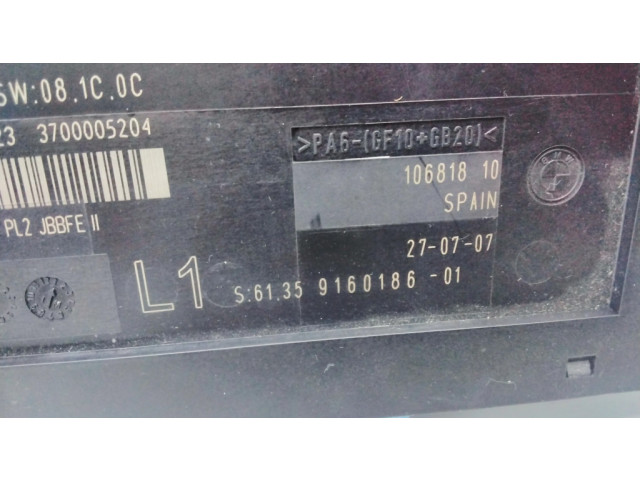 SW:08.1C.0C
23 3700005204
>PA6-(GF10+GB20)<
106818 10
SPAIN
PL2 JBBFE II
27-07-07
L1
S:61.35 9160186 -01